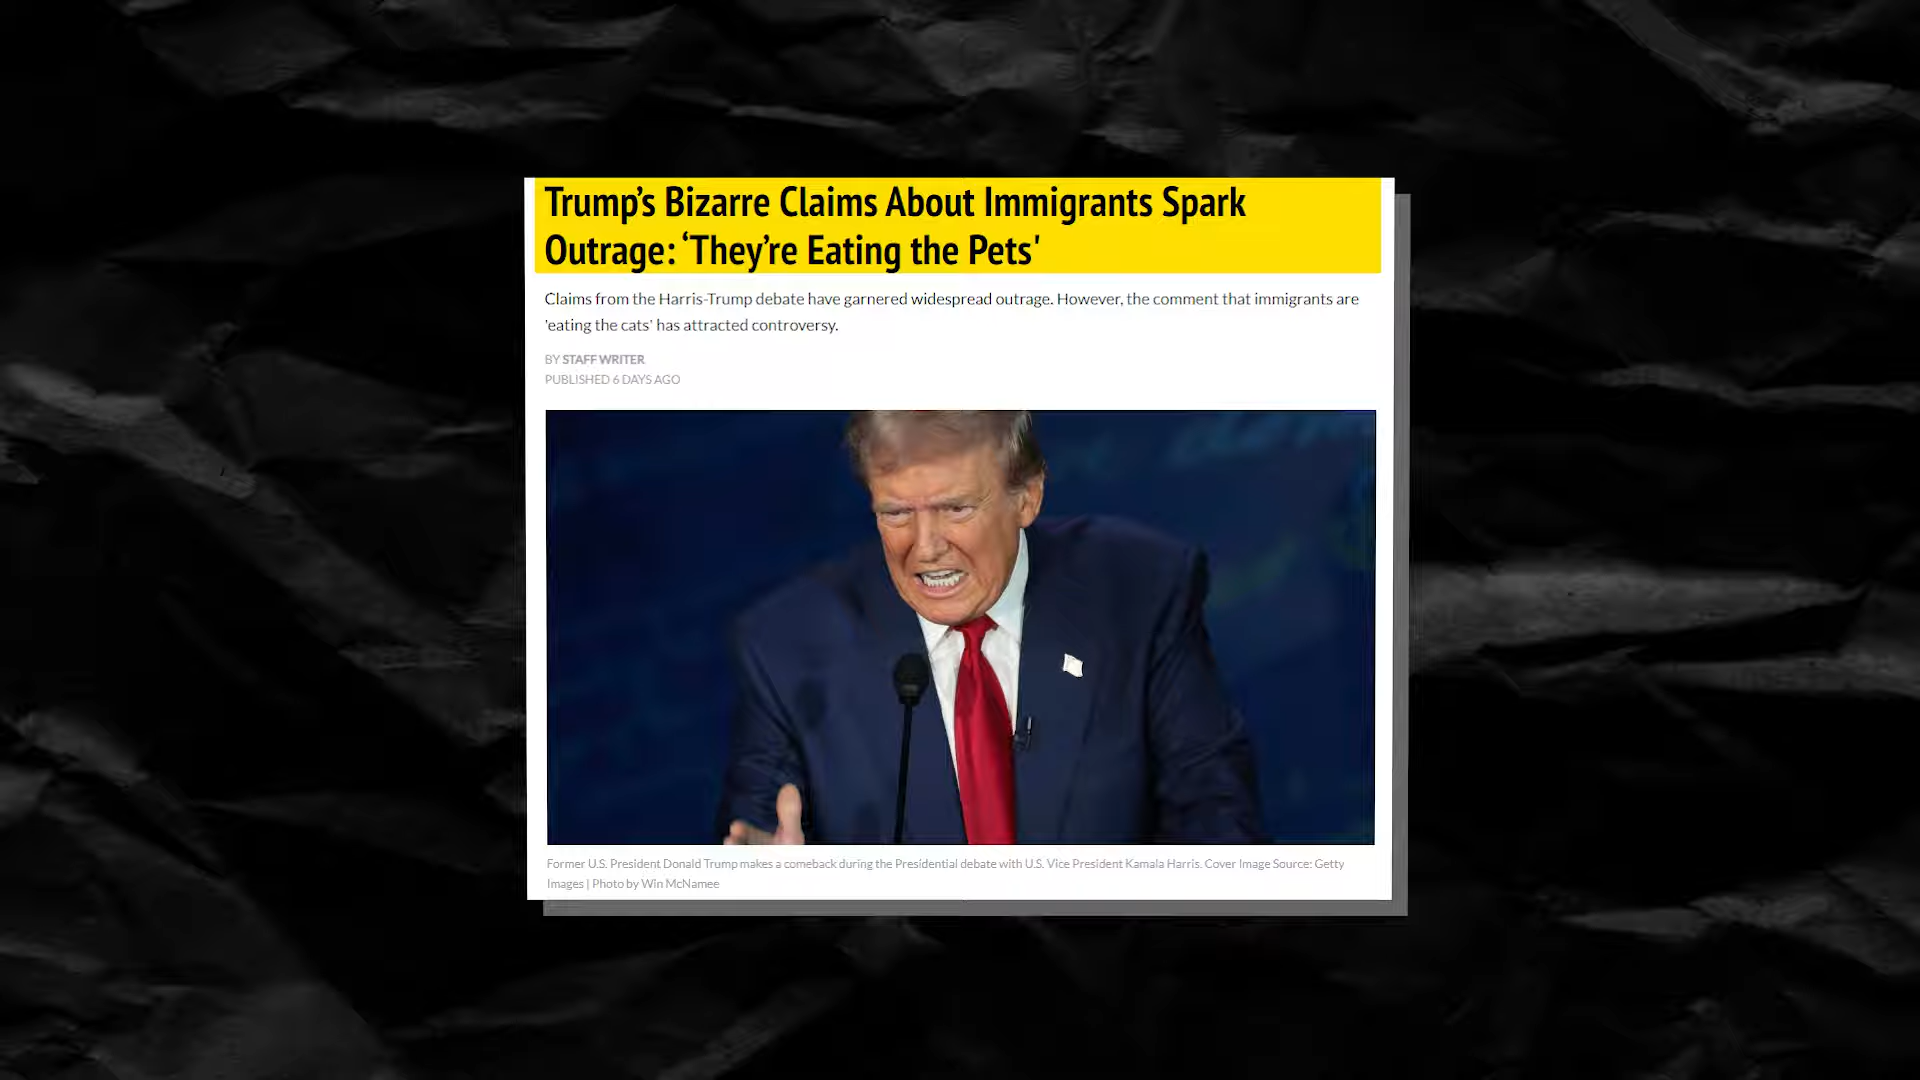 Trump's Bizarre Claims About Immigrants Spark
Outrage: ‘They’re Eating the Pets'
Claims from the Harris-Trump debate have garnered widespread outrage. However, the comment that immigrants are
'eating the cats' has attracted controversy.
BY STAFF WRITER
PUBLISHED 6 DAYS AGO
Former U.S. President Donald Trump makes a comeback during the Presidential debate with U.S. Vice President Kamala Harris. Cover Image Source: Getty
Images | Photo by Win McNamee